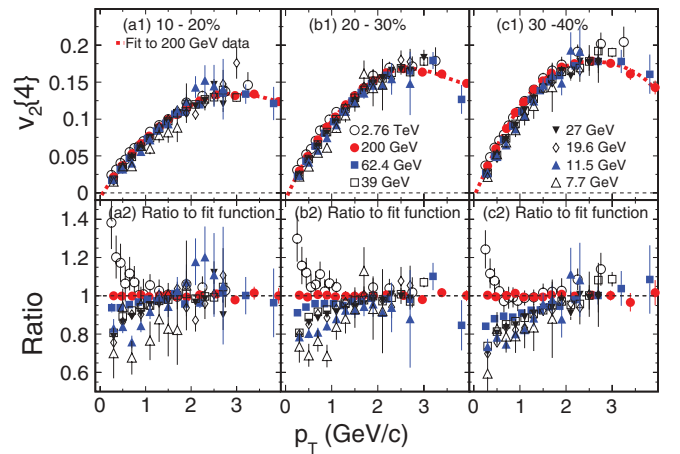 (a1) 10 - 20%
(b1) 20 - 30%
(c1) 30 -40%
Fit to 200 GeV data
v2{4}
0.2
0.15
0.1
0.05
0
2.76 TeV
200 GeV
62.4 GeV
39 GeV
27 GeV
19.6 GeV
11.5 GeV
7.7 GeV
(a2) Ratio to fit function
(b2) Ratio to fit function
(c2) Ratio to fit function
Ratio
1.4
1.2
1
0.8
0.6
0 1 2 3 0 1 2 3 0 1 2 3
pT (GeV/c)